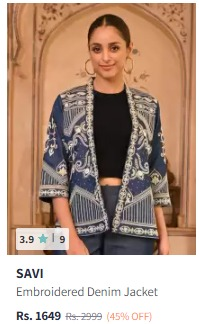 3.9 ★ | 9
SAVI
Embroidered Denim Jacket
Rs. 1649 Rs. 2999 (45% OFF)